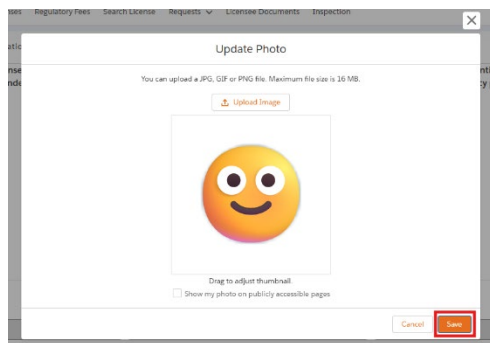 Regulatory Fees Search License Requests Licensee Documents Inspection
Update Photo
You can upload a JPG, GIF or PNG file. Maximum file size is 16 MB.
Upload Image
Drag to adjust thumbnail
Show my photo on publicly accessible pages
Cancel Save